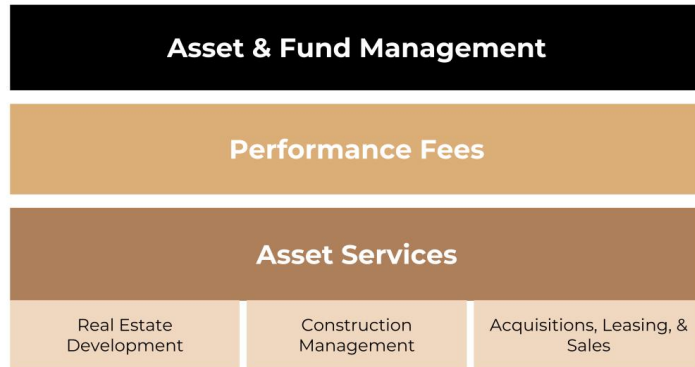 Asset & Fund Management
Performance Fees
Asset Services
Real Estate
Development
Construction
Management
Acquisitions, Leasing, &
Sales